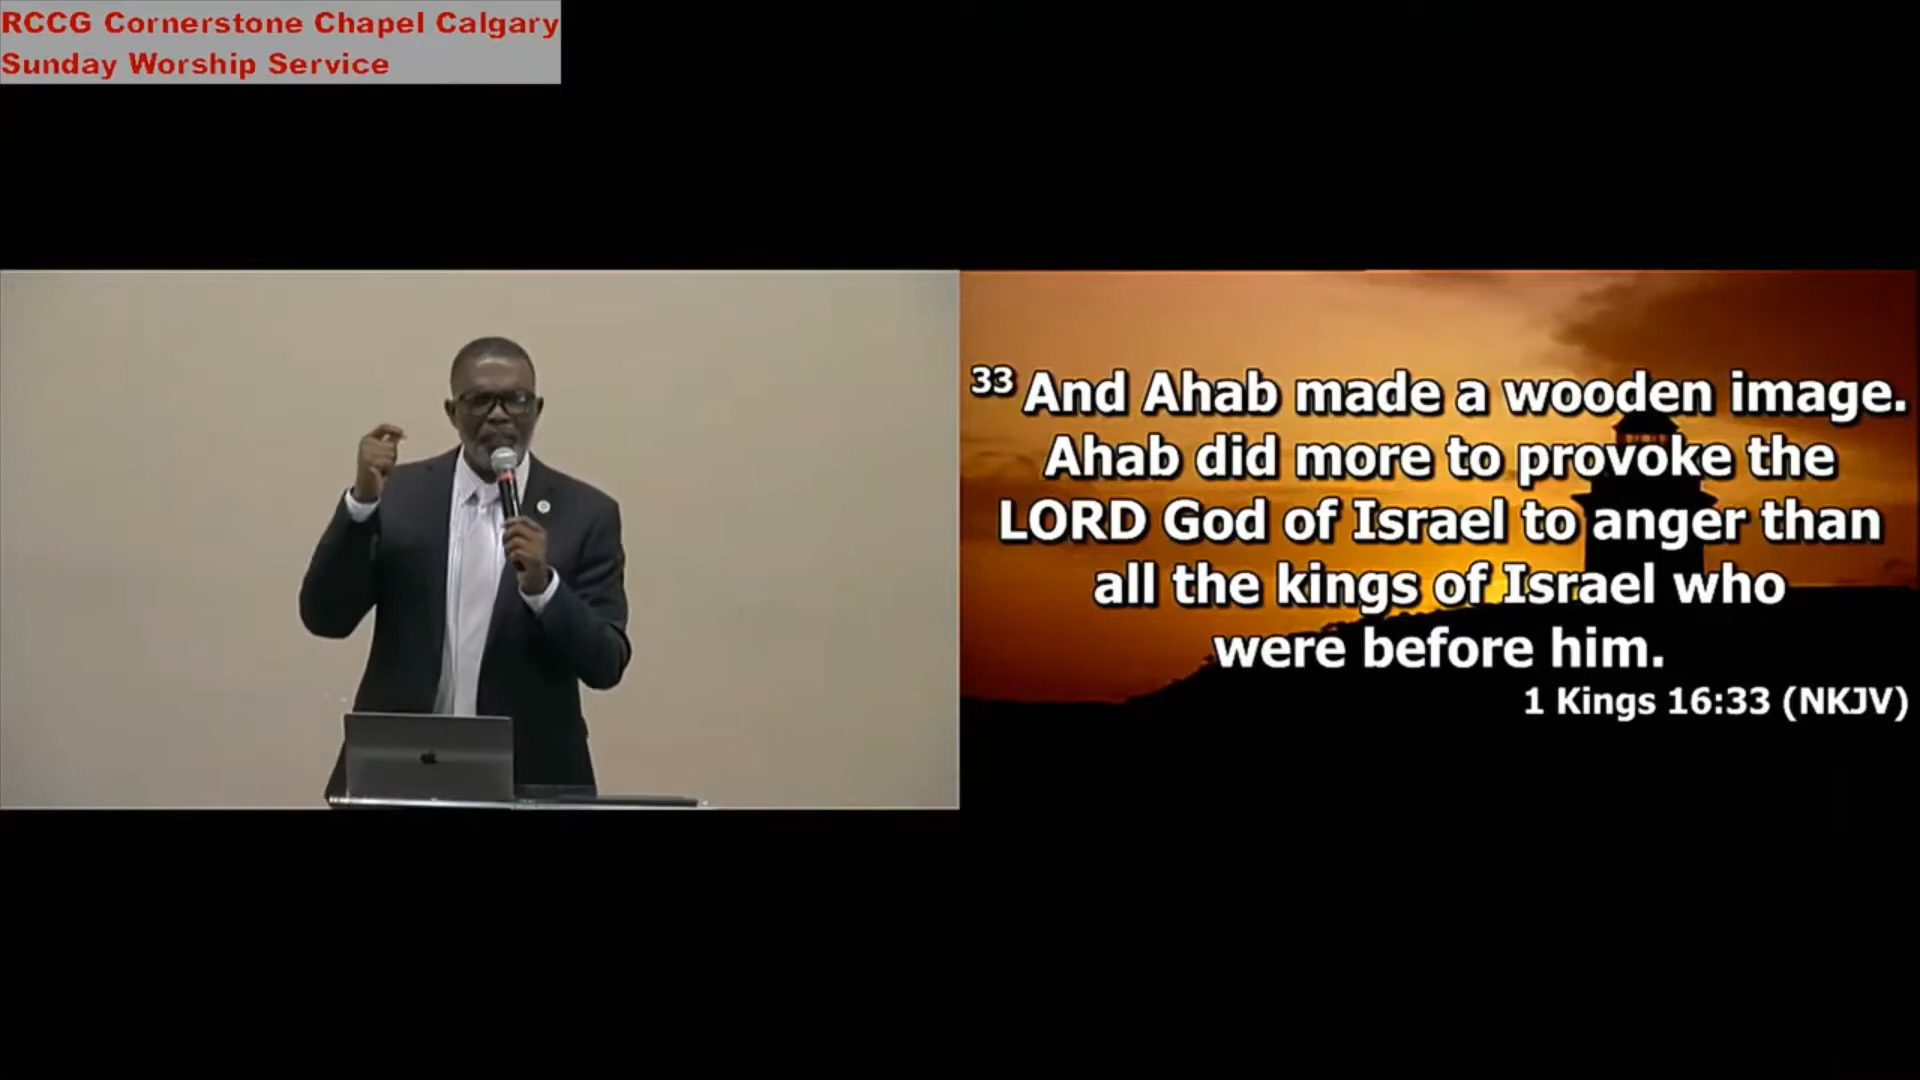 RCCG Cornerstone Chapel Calgary
Sunday Worship Service
33 And Ahab made a wooden image.
Ahab did more to provoke the
LORD God of Israel to anger than
all the kings of Israel who
were before him.
1 Kings 16:33 (NKJV)